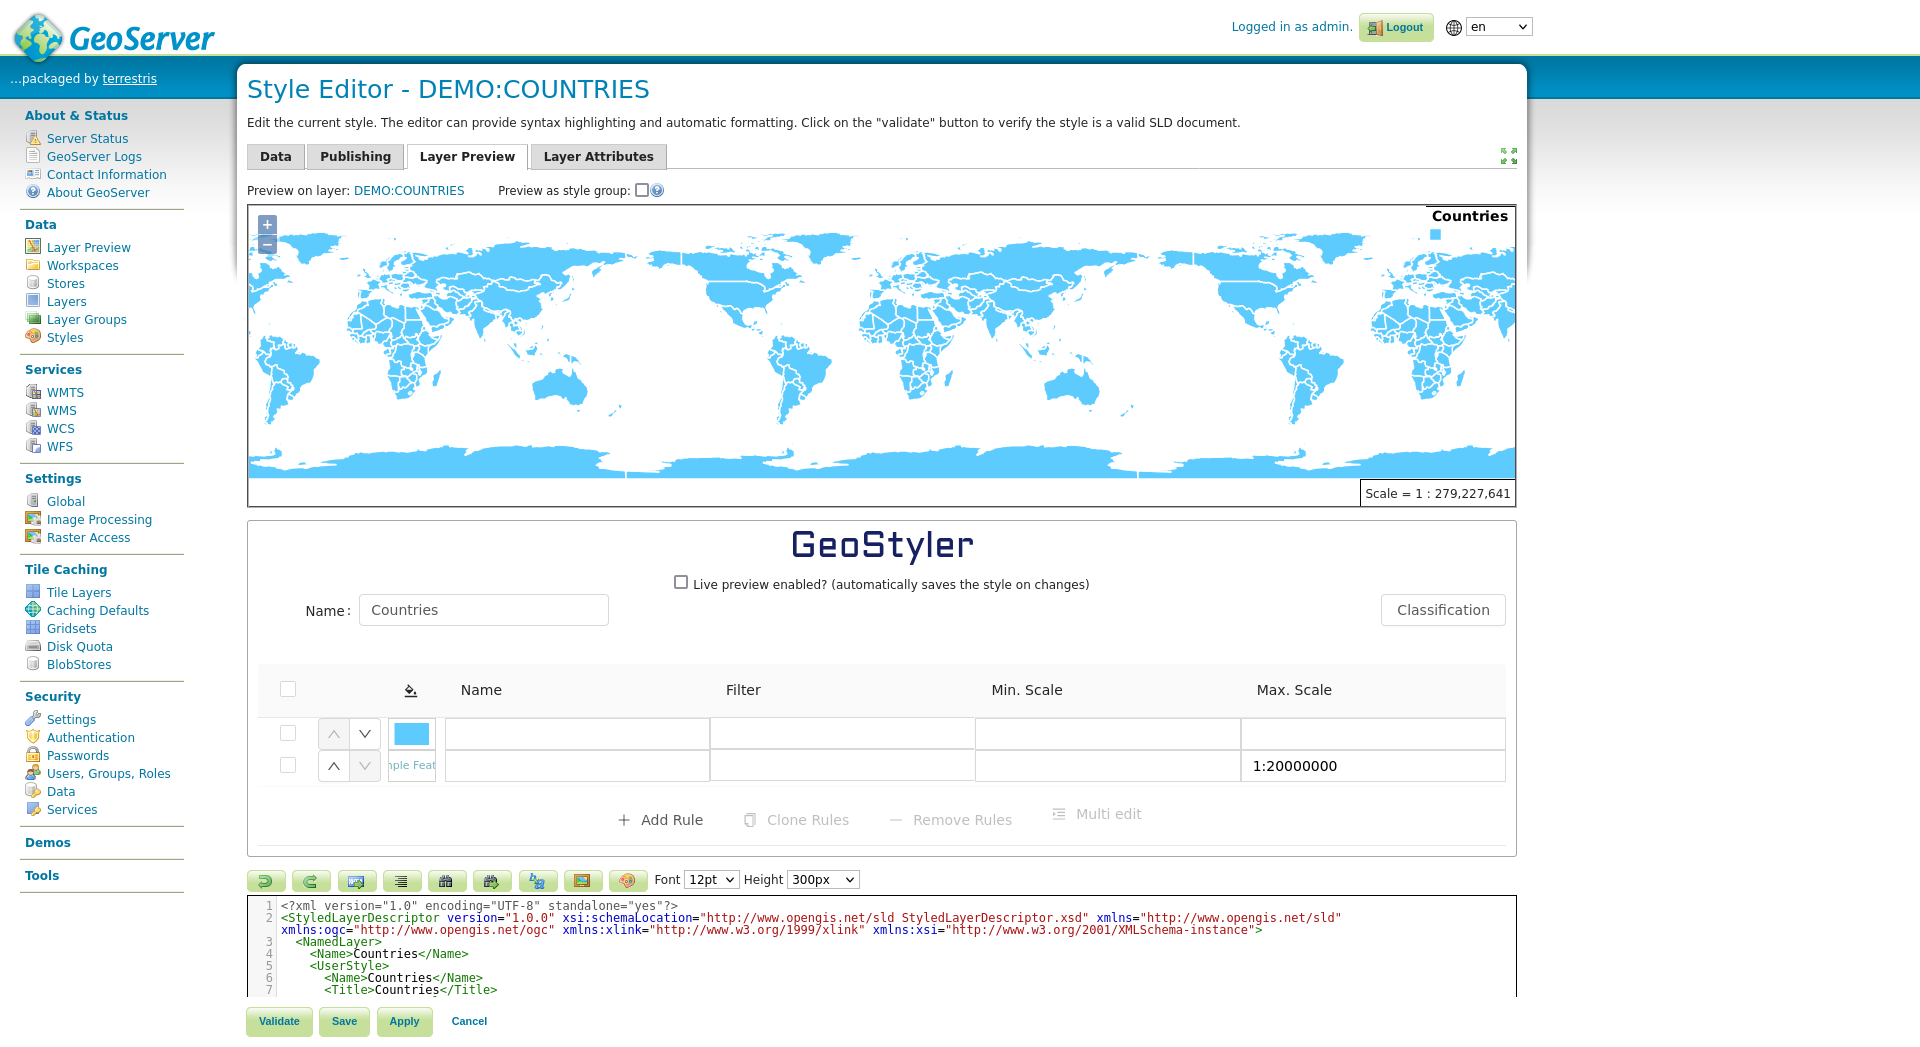 GeoServer
Logged in as admin.
Logout
en
...packaged by terrestris
About & Status
Server Status
GeoServer Logs
Contact Information
About GeoServer
Data
Layer Preview
Workspaces
Stores
Layers
Layer Groups
Styles
Services
WMTS
WMS
WCS
WFS
Settings
Global
Image Processing
Raster Access
Tile Caching
Tile Layers
Caching Defaults
Gridsets
Disk Quota
BlobStores
Security
Settings
Authentication
Passwords
Users, Groups, Roles
Data
Services
Demos
Tools
Style Editor - DEMO:COUNTRIES
Edit the current style. The editor can provide syntax highlighting and automatic formatting. Click on the "validate" button to verify the style is a valid SLD document.
Data Publishing Layer Preview Layer Attributes
Preview on layer: DEMO:COUNTRIES Preview as style group:
+
−
Countries
Scale = 1 : 279,227,641
GeoStyler
Live preview enabled? (automatically saves the style on changes)
Name: Countries Classification
Name Filter Min. Scale Max. Scale
1:20000000
+ Add Rule Clone Rules Remove Rules Multi edit
Font 12pt Height 300px
1 <?xml version="1.0" encoding="UTF-8" standalone="yes"?>
2 <StyledLayerDescriptor version="1.0.0" xsi:schemaLocation="http://www.opengis.net/sld StyledLayerDescriptor.xsd" xmlns="http://www.opengis.net/sld"
xmlns:ogc="http://www.opengis.net/ogc" xmlns:xlink="http://www.w3.org/1999/xlink" xmlns:xsi="http://www.w3.org/2001/XMLSchema-instance">
3 <NamedLayer>
4 <Name>Countries</Name>
5 <UserStyle>
6 <Name>Countries</Name>
7 <Title>Countries</Title>
Validate Save Apply Cancel